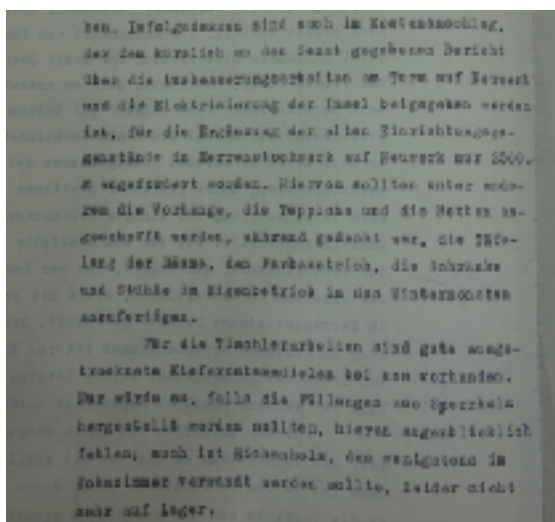 ben. Infolgedessen sind auch im Kostenanschlag,
der dem kürzlich an den Senat gegebenen Bericht
über die Ausbesserungsarbeiten am Turm auf Neuwerk
und die Elektrisierung der Insel beigegeben worden
ist, für die Ergänzung der alten Einrichtungsge-
genstände im Herrenstockwerk auf Neuwerk nur 2500.
M angefordert worden. Hiervon sollten unter ande-
rem die Vorhänge, die Teppiche und die Betten an-
geschafft werden, während gedacht war, die Täfe-
lung der Räume, den Farbanstrich, die Schränke
und Stühle im Eigenbetrieb in den Wintermonaten
anzufertigen.
Für die Tischlerarbeiten sind gute ausge-
trocknete Kiefernstammdielen bei uns vorhanden.
Nur würde es, falls die Füllungen aus Sperrholz
hergestellt werden sollten, hieran augenblicklich
fehlen; auch ist Eichenholz, das wenigstens im
Wohnzimmer verwandt werden sollte, leider nicht
mehr auf Lager.